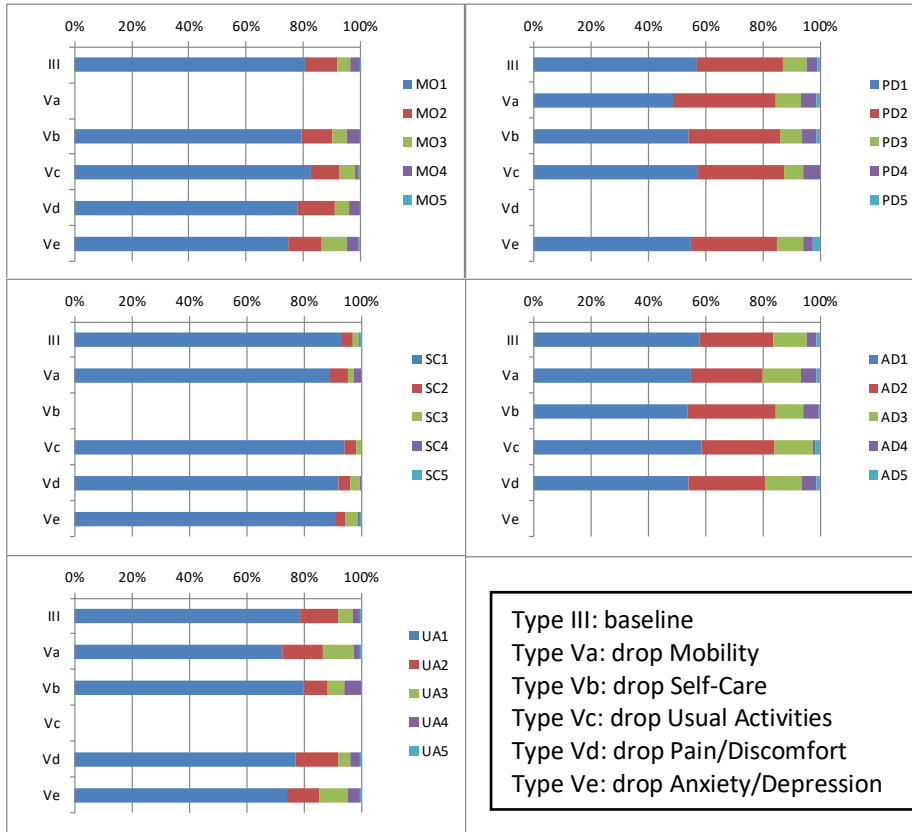 0% 20% 40% 60% 80% 100%
III
Va
Vb
Vc
Vd
Ve
MO1
MO2
MO3
MO4
MO5
0% 20% 40% 60% 80% 100%
III
Va
Vb
Vc
Vd
Ve
PD1
PD2
PD3
PD4
PD5
0% 20% 40% 60% 80% 100%
III
Va
Vb
Vc
Vd
Ve
SC1
SC2
SC3
SC4
SC5
0% 20% 40% 60% 80% 100%
III
Va
Vb
Vc
Vd
Ve
AD1
AD2
AD3
AD4
AD5
0% 20% 40% 60% 80% 100%
III
Va
Vb
Vc
Vd
Ve
UA1
UA2
UA3
UA4
UA5
Type III: baseline
Type Va: drop Mobility
Type Vb: drop Self-Care
Type Vc: drop Usual Activities
Type Vd: drop Pain/Discomfort
Type Ve: drop Anxiety/Depression